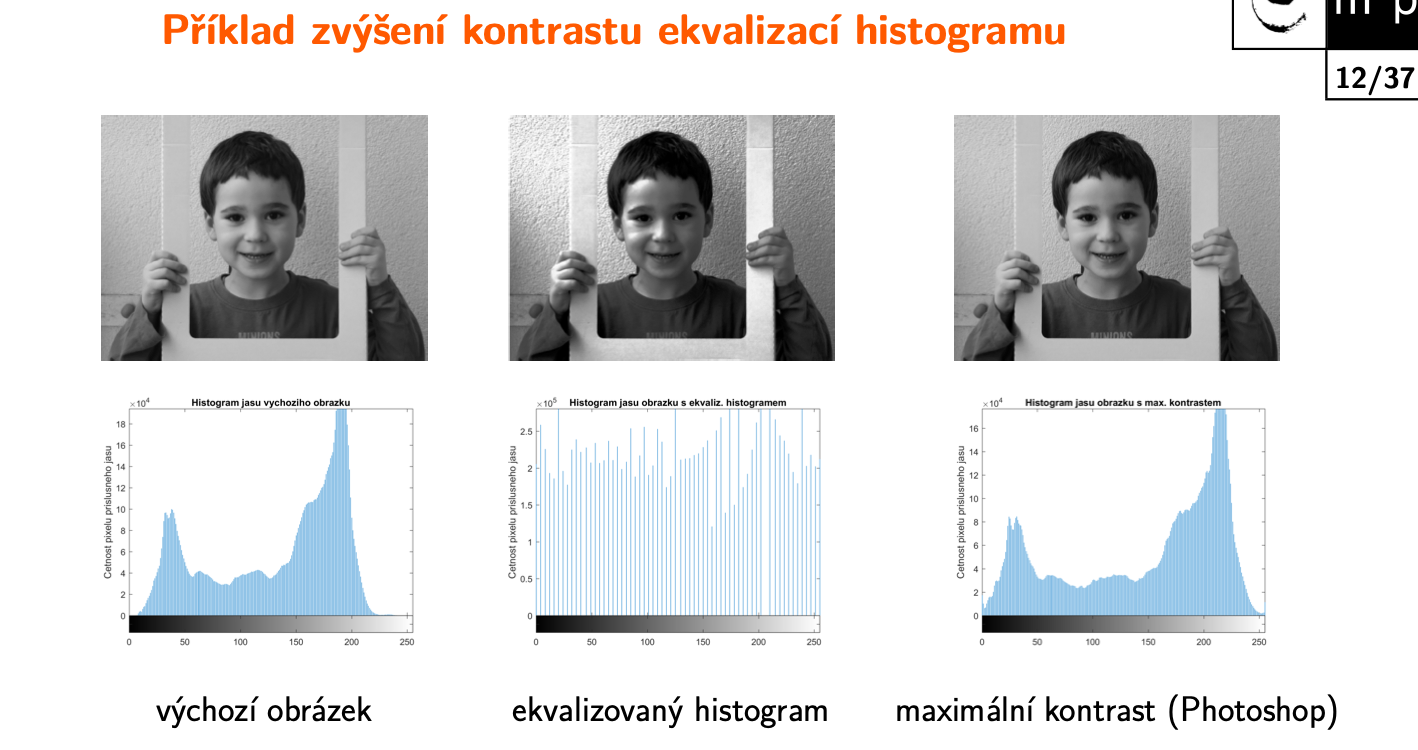 Příklad zvýšení kontrastu ekvalizací histogramu
m p
12/37
MINIONS
MINIONS
MINIONS
×10⁴
Histogram jasu vychoziho obrazku
Cetnost pixelu prislusneho jasu
18
16
14
12
10
8
6
4
2
0
0 50 100 150 200 250
×10⁵
Histogram jasu obrazku s ekvaliz. histogramem
Cetnost pixelu prislusneho jasu
2.5
2
1.5
1
0.5
0
0 50 100 150 200 250
×10⁴
Histogram jasu obrazku s max. kontrastem
Cetnost pixelu prislusneho jasu
16
14
12
10
8
6
4
2
0
0 50 100 150 200 250
výchozí obrázek
ekvalizovaný histogram
maximální kontrast (Photoshop)